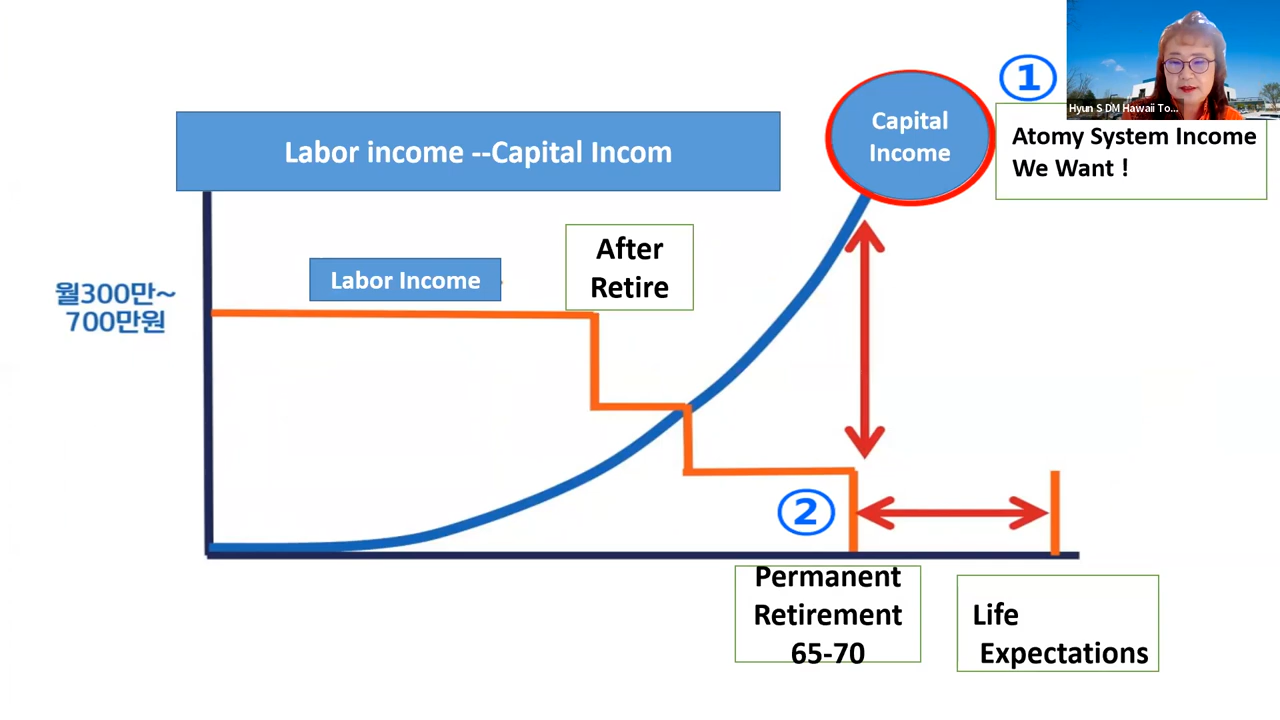 Labor income --Capital Incom
Capital
Income
①
Hyun S DM Hawaii To...
Atomy System Income
We Want !
After
Retire
Labor Income
월300만~
700만원
②
Permanent
Retirement
65-70
Life
Expectations